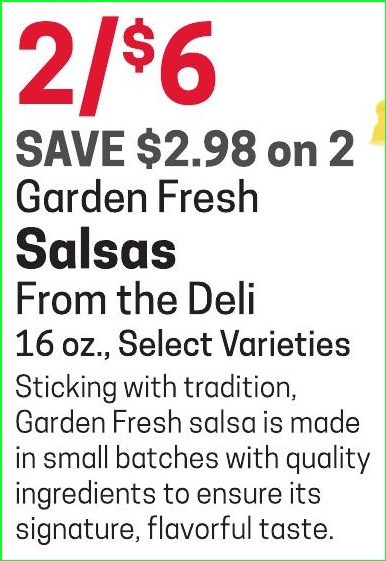 2/$6
SAVE $2.98 on 2
Garden Fresh
Salsas
From the Deli
16 oz., Select Varieties
Sticking with tradition,
Garden Fresh salsa is made
in small batches with quality
ingredients to ensure its
signature, flavorful taste.